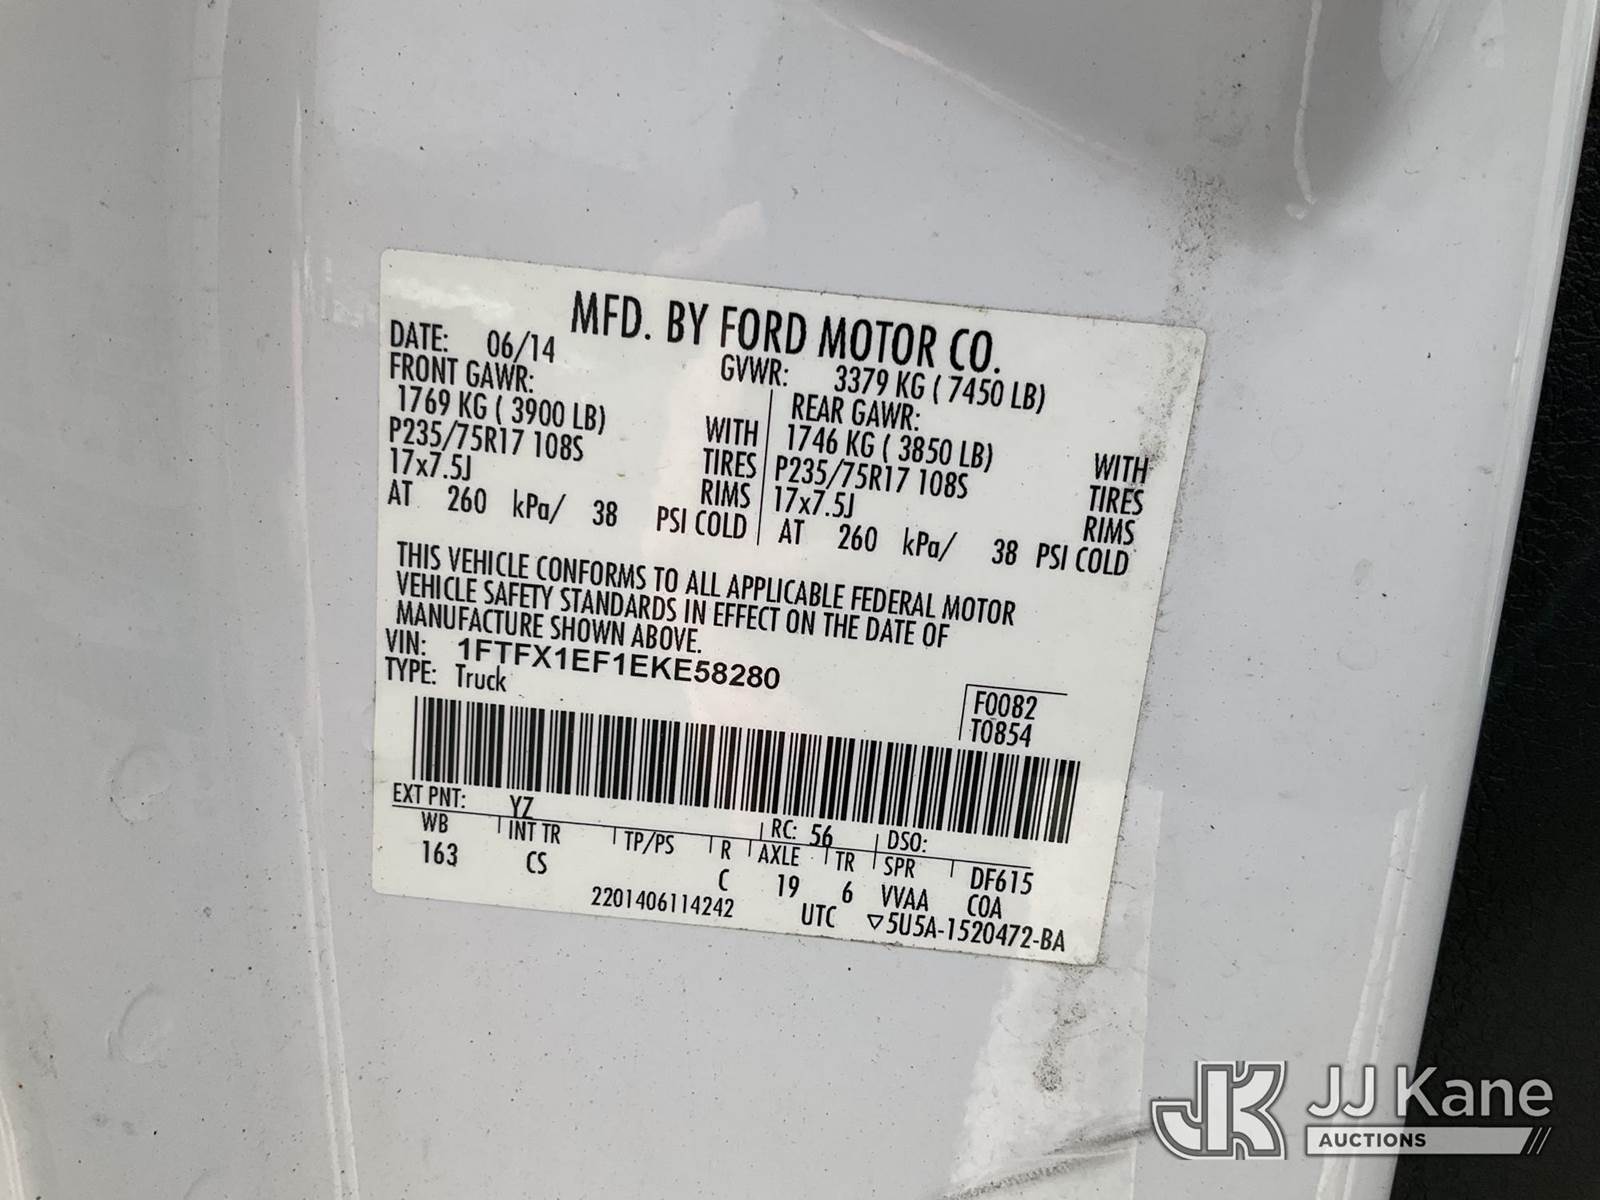 MFD. BY FORD MOTOR CO.
DATE: 06/14 GVWR: 3379 KG ( 7450 LB)
FRONT GAWR: REAR GAWR:
1769 KG ( 3900 LB) WITH 1746 KG ( 3850 LB) WITH
P235/75R17 108S TIRES P235/75R17 108S TIRES
17x7.5J RIMS 17x7.5J RIMS
AT 260 kPa/ 38 PSI COLD AT 260 kPa/ 38 PSI COLD
THIS VEHICLE CONFORMS TO ALL APPLICABLE FEDERAL MOTOR
VEHICLE SAFETY STANDARDS IN EFFECT ON THE DATE OF
MANUFACTURE SHOWN ABOVE.
VIN: 1FTFX1EF1EKE58280
TYPE: Truck
F0082
T0854
EXT PNT: YZ RC: 56 DSO:
WB INT TR TP/PS R AXLE TR SPR DF615
163 CS C 19 6 VVAA COA
2201406114242 UTC ▽5U5A-1520472-BA
JK JJ Kane
AUCTIONS